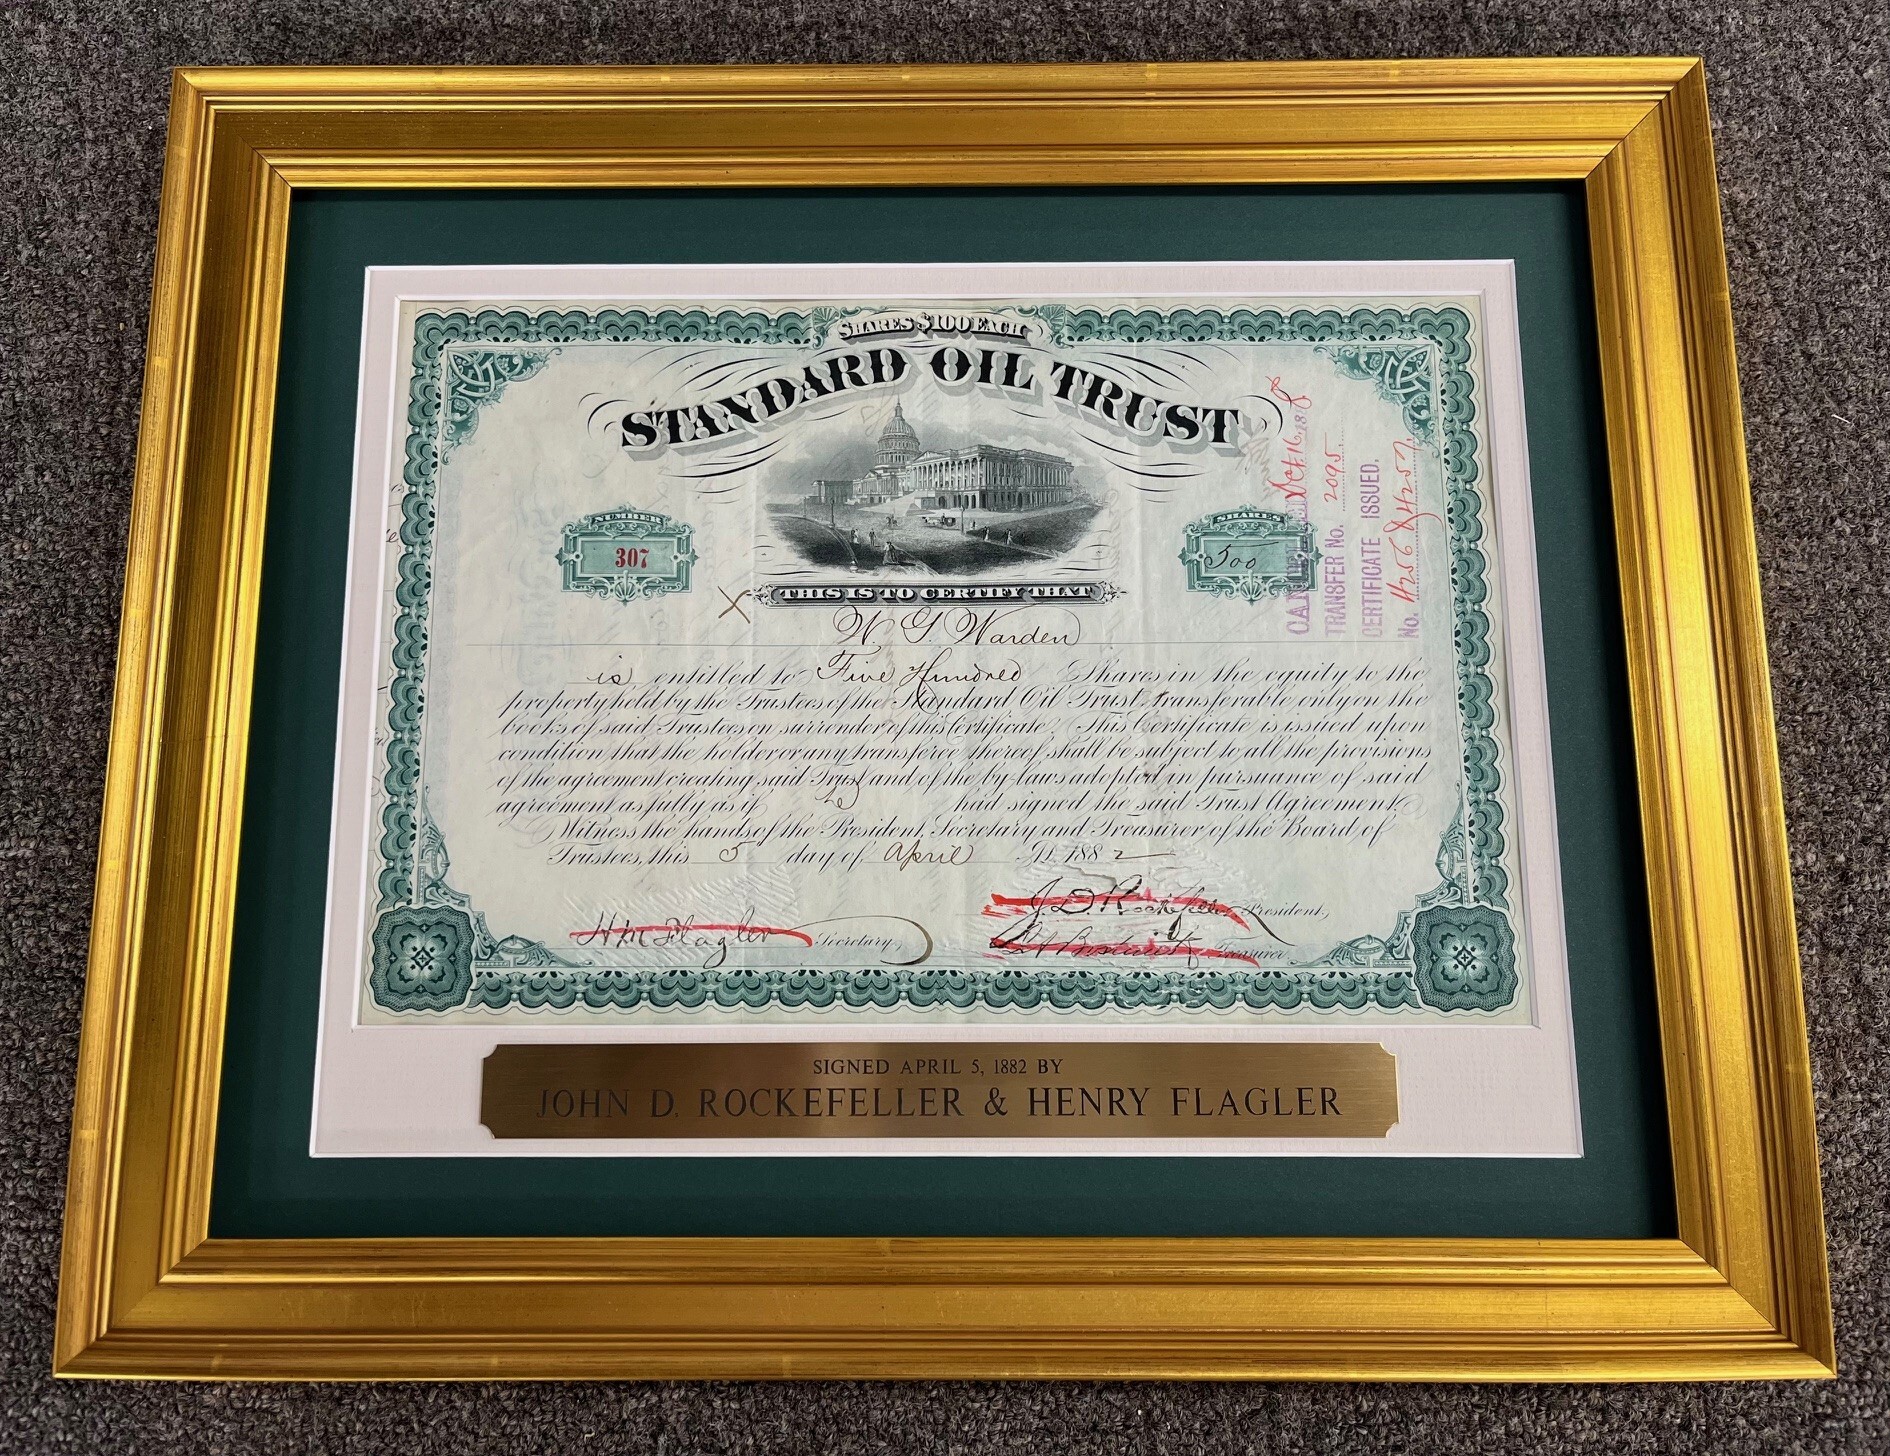 SHARES $100 EACH
STANDARD OIL TRUST
NUMBER
307
SHARES
500
Oct 16, 188
TRANSFER No. 2095
CERTIFICATE ISSUED,
No. 4256 & 4257,
THIS IS TO CERTIFY THAT
W. G. Warden
is entitled to Five Hundred Shares in the equity to the
property held by the Trustees of the Standard Oil Trust, transferable only on the
books of said Trustees on surrender of this Certificate. This Certificate is issued upon
condition that the holder or any transferee thereof shall be subject to all the provisions
of the agreement creating said Trust and of the by-laws adopted in pursuance of said
agreement as fully as if he had signed the said Trust Agreement.
Witness the hands of the President, Secretary and Treasurer of the Board of
Trustees, this 5 day of April A.D. 1882
J. D. Rockefeller President,
H M Flagler Secretary,
Treasurer
SIGNED APRIL 5, 1882 BY
JOHN D. ROCKEFELLER & HENRY FLAGLER